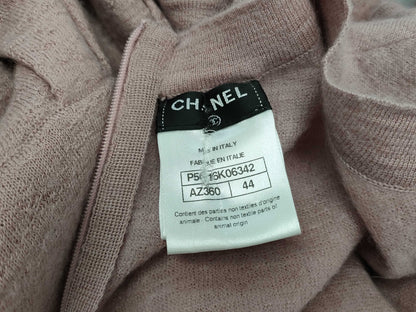 CHANEL
MADE IN ITALY
FABRIQUE EN ITALIE
AZ360 44
Contient des parties non textiles d'origine
animale - Contains non textile parts of
animal origin